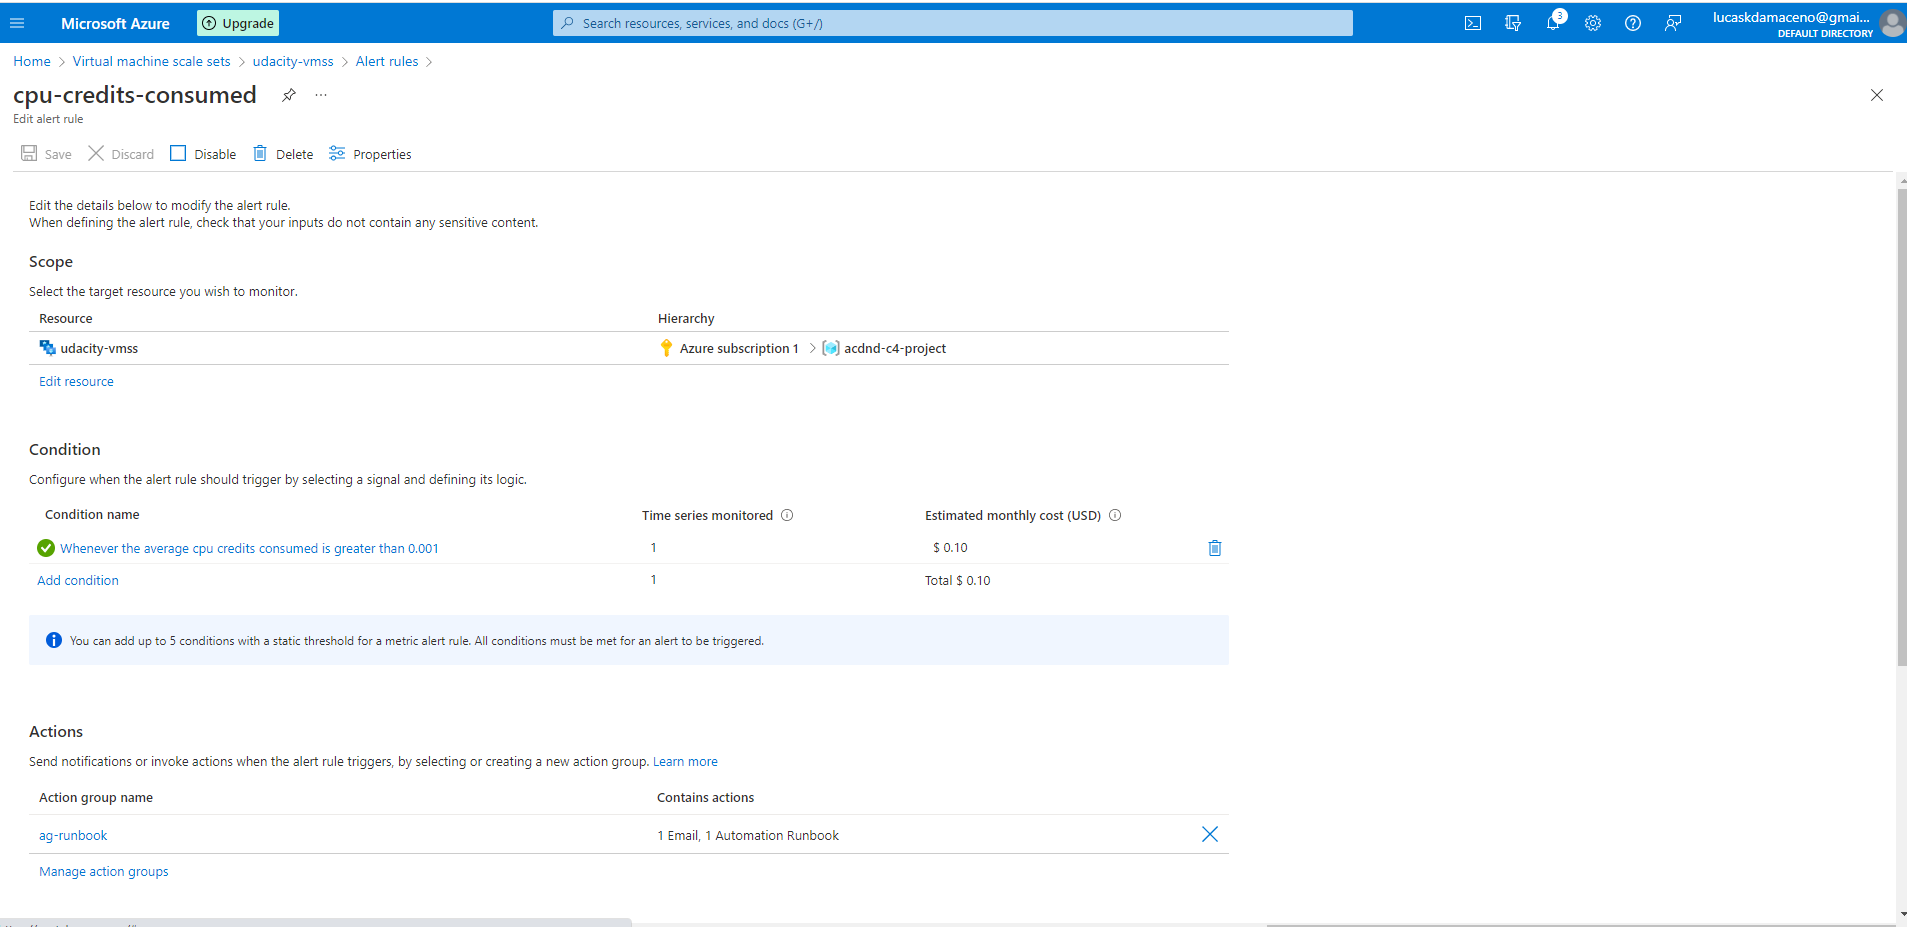 Microsoft Azure
Upgrade
Search resources, services, and docs (G+/)
3
lucaskdamaceno@gmai...
DEFAULT DIRECTORY
Home > Virtual machine scale sets > udacity-vmss > Alert rules >
cpu-credits-consumed ...
Edit alert rule
Save Discard Disable Delete Properties
Edit the details below to modify the alert rule.
When defining the alert rule, check that your inputs do not contain any sensitive content.
Scope
Select the target resource you wish to monitor.
Resource Hierarchy
udacity-vmss Azure subscription 1 > acdnd-c4-project
Edit resource
Condition
Configure when the alert rule should trigger by selecting a signal and defining its logic.
Condition name Time series monitored Estimated monthly cost (USD)
Whenever the average cpu credits consumed is greater than 0.001 1 $ 0.10
Add condition 1 Total $ 0.10
You can add up to 5 conditions with a static threshold for a metric alert rule. All conditions must be met for an alert to be triggered.
Actions
Send notifications or invoke actions when the alert rule triggers, by selecting or creating a new action group. Learn more
Action group name Contains actions
ag-runbook 1 Email, 1 Automation Runbook
Manage action groups